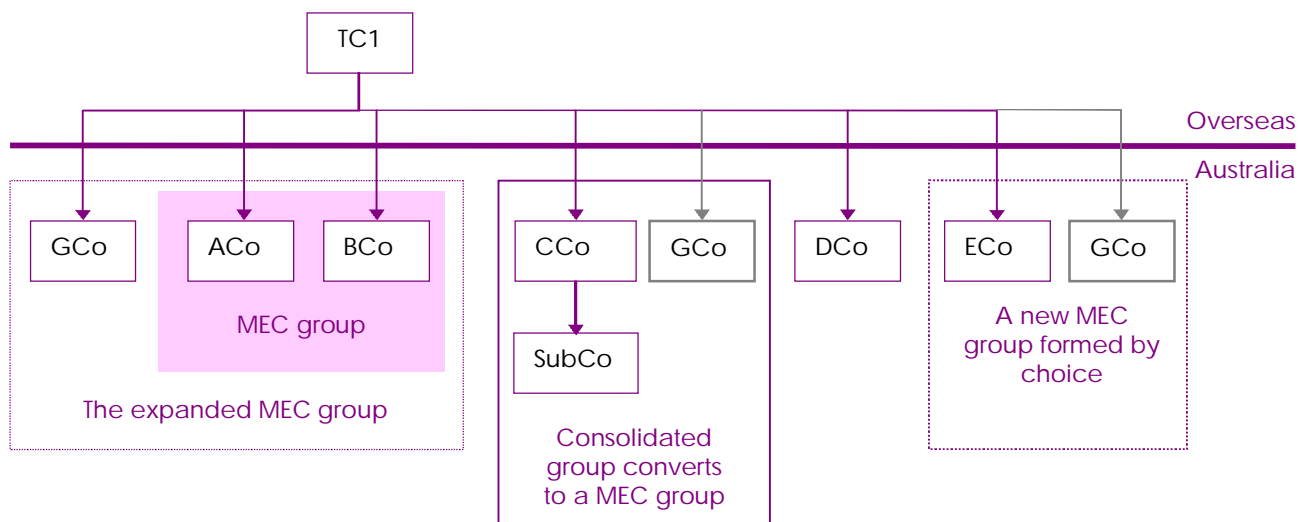 TC1
Overseas
Australia
GCo
ACo
BCo
CCo
GCo
DCo
ECo
GCo
MEC group
SubCo
A new MEC
group formed by
choice
The expanded MEC group
Consolidated
group converts
to a MEC group